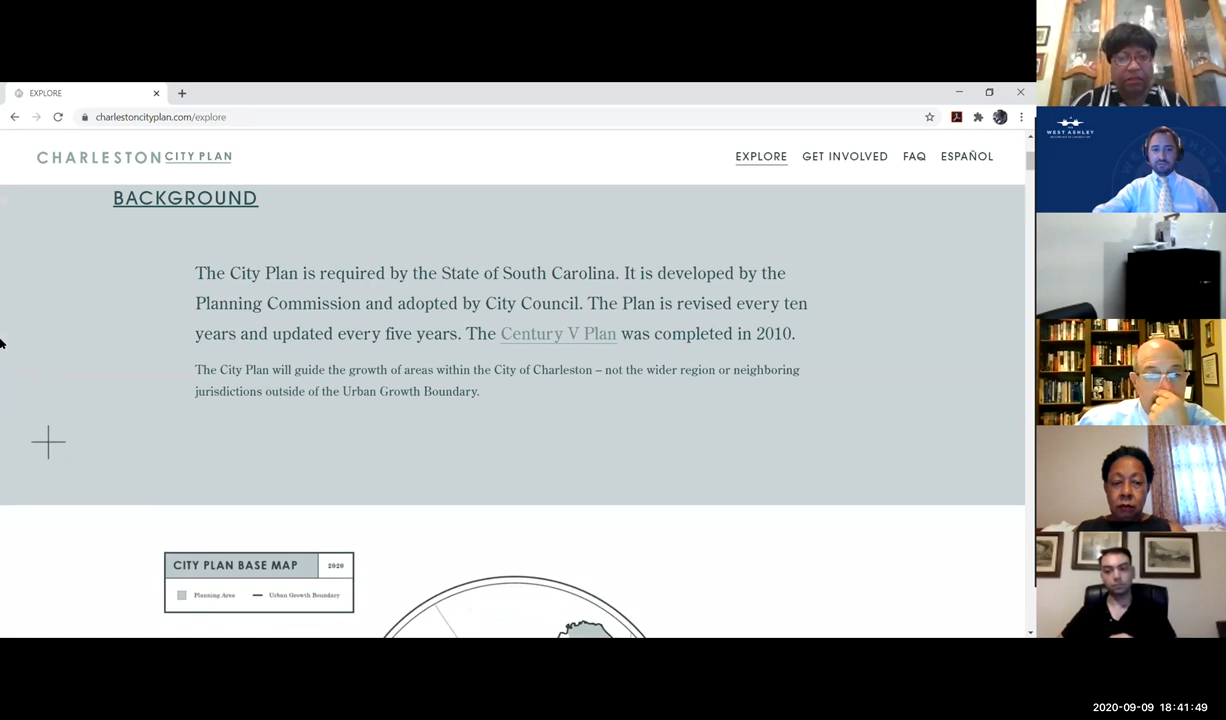 EXPLORE
charlestoncityplan.com/explore
CHARLESTON CITY PLAN
EXPLORE GET INVOLVED FAQ ESPAÑOL
BACKGROUND
The City Plan is required by the State of South Carolina. It is developed by the
Planning Commission and adopted by City Council. The Plan is revised every ten
years and updated every five years. The Century V Plan was completed in 2010.
The City Plan will guide the growth of areas within the City of Charleston – not the wider region or neighboring
jurisdictions outside of the Urban Growth Boundary.
CITY PLAN BASE MAP 2020
Planning Area Urban Growth Boundary
WEST ASHLEY
2020-09-09 18:41:49